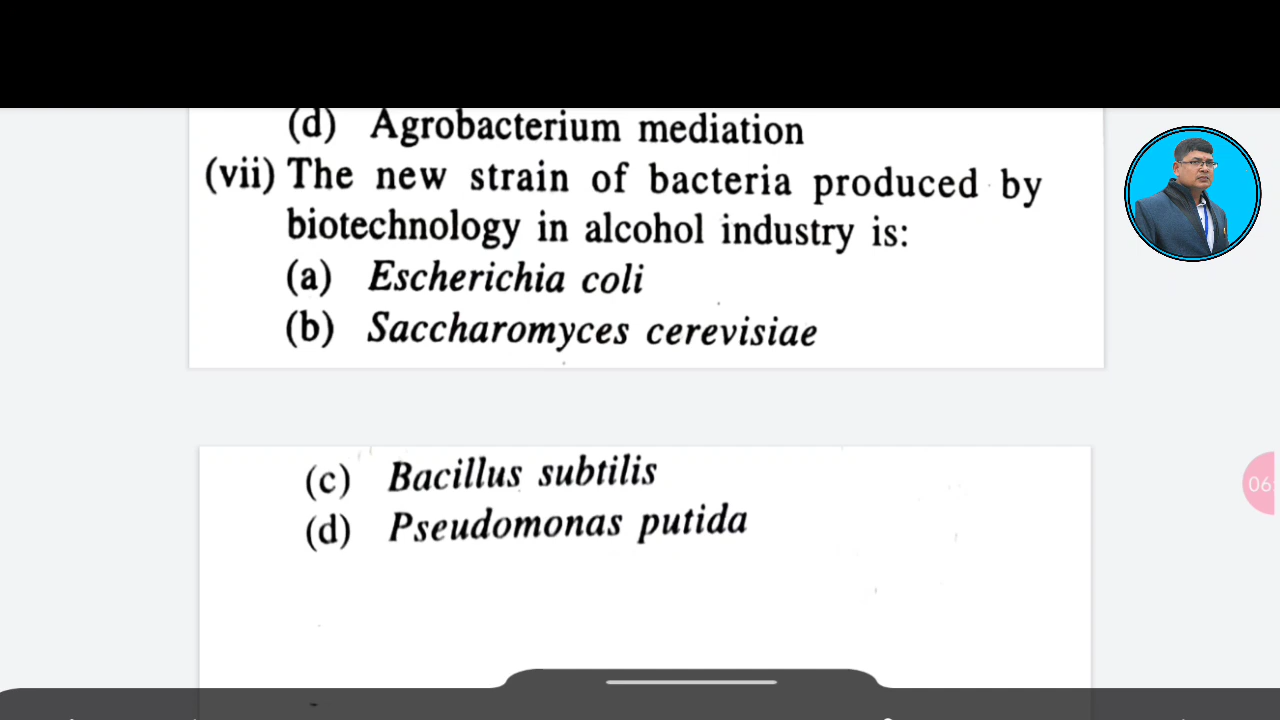 (d) Agrobacterium mediation
(vii) The new strain of bacteria produced by
biotechnology in alcohol industry is:
(a) Escherichia coli
(b) Saccharomyces cerevisiae
(c) Bacillus subtilis
(d) Pseudomonas putida
06